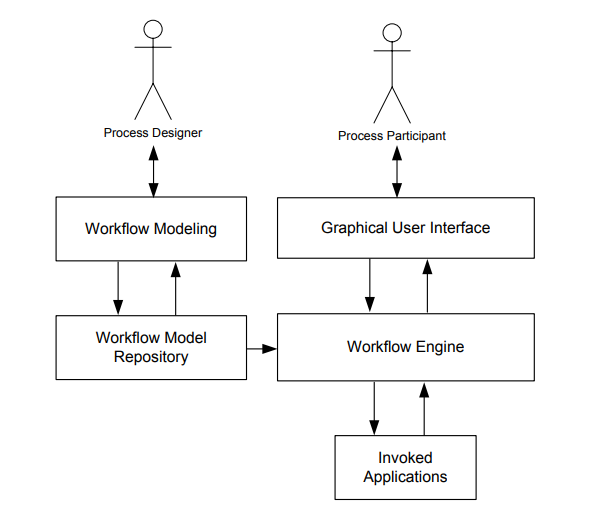 Process Designer
Process Participant
Workflow Modeling
Graphical User Interface
Workflow Model
Repository
Workflow Engine
Invoked
Applications